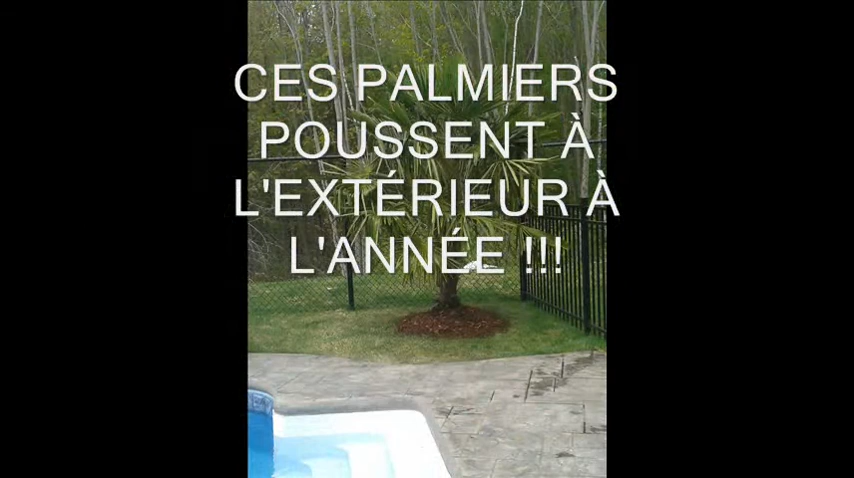 CES PALMIERS
POUSSENT À
L'EXTÉRIEUR À
L'ANNÉE !!!